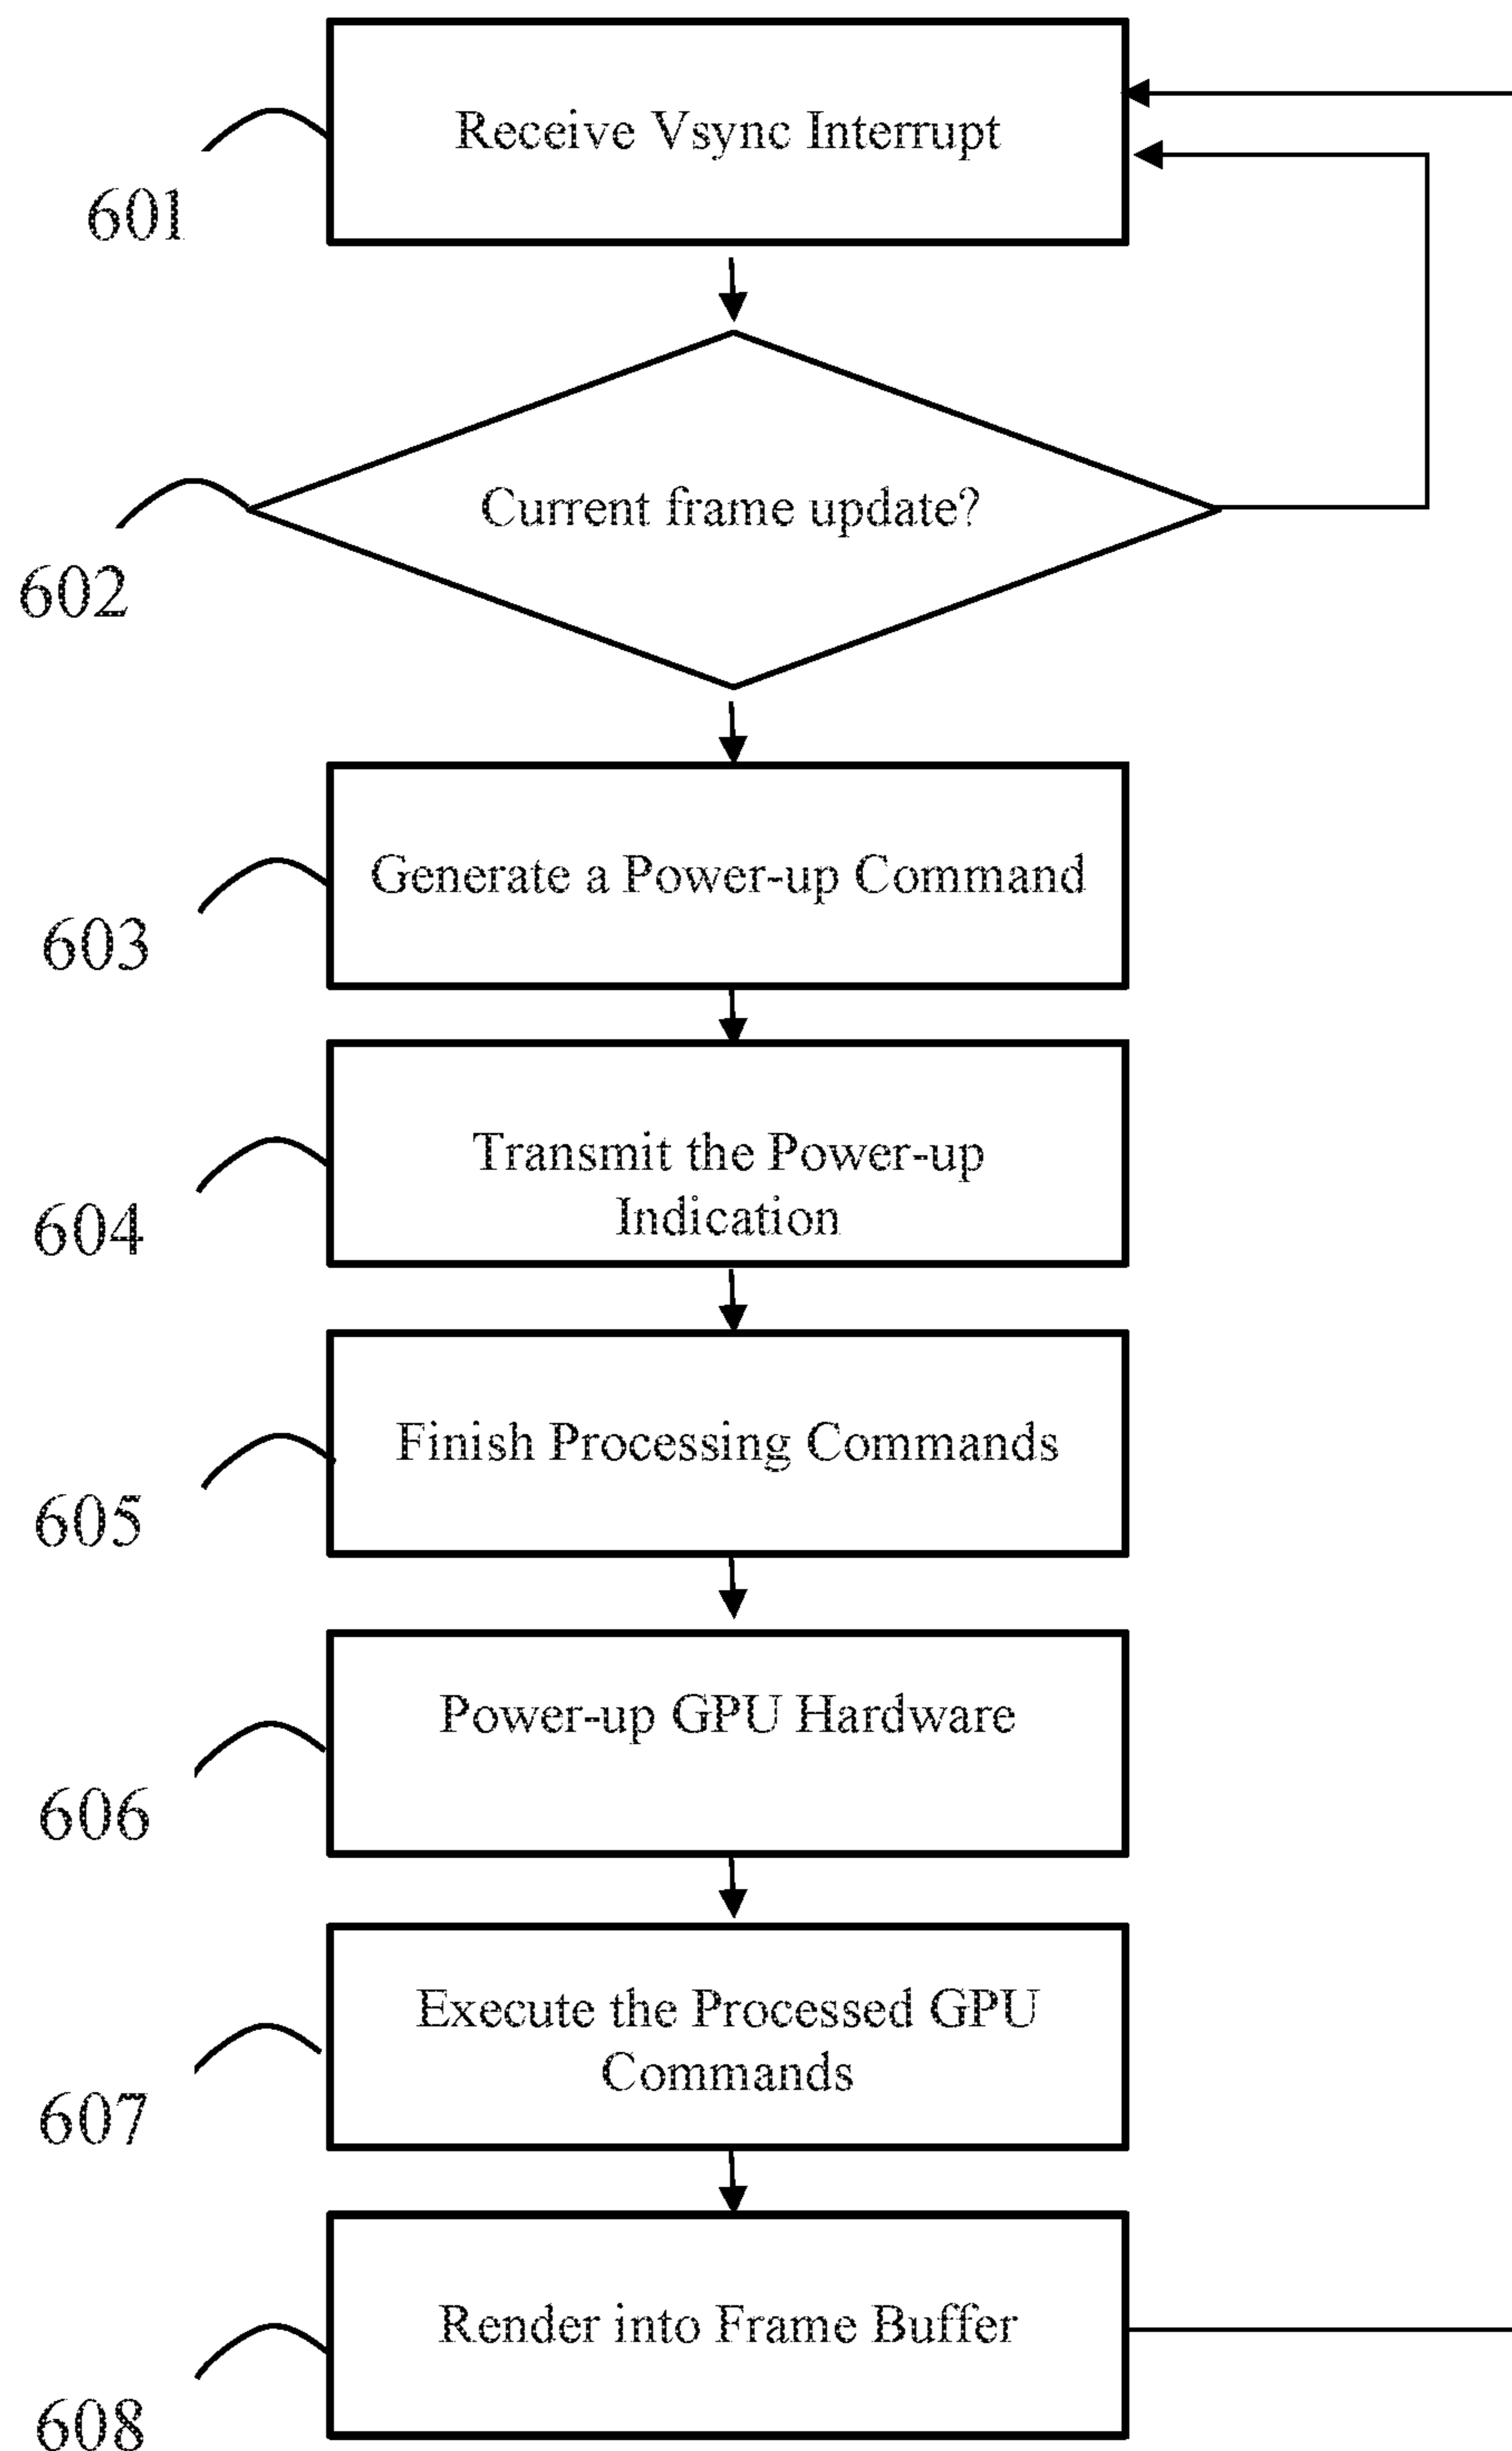 Receive Vsync Interrupt
601
Current frame update?
602
Generate a Power-up Command
603
Transmit the Power-up
Indication
604
Finish Processing Commands
605
Power-up GPU Hardware
606
Execute the Processed GPU
Commands
607
Render into Frame Buffer
608